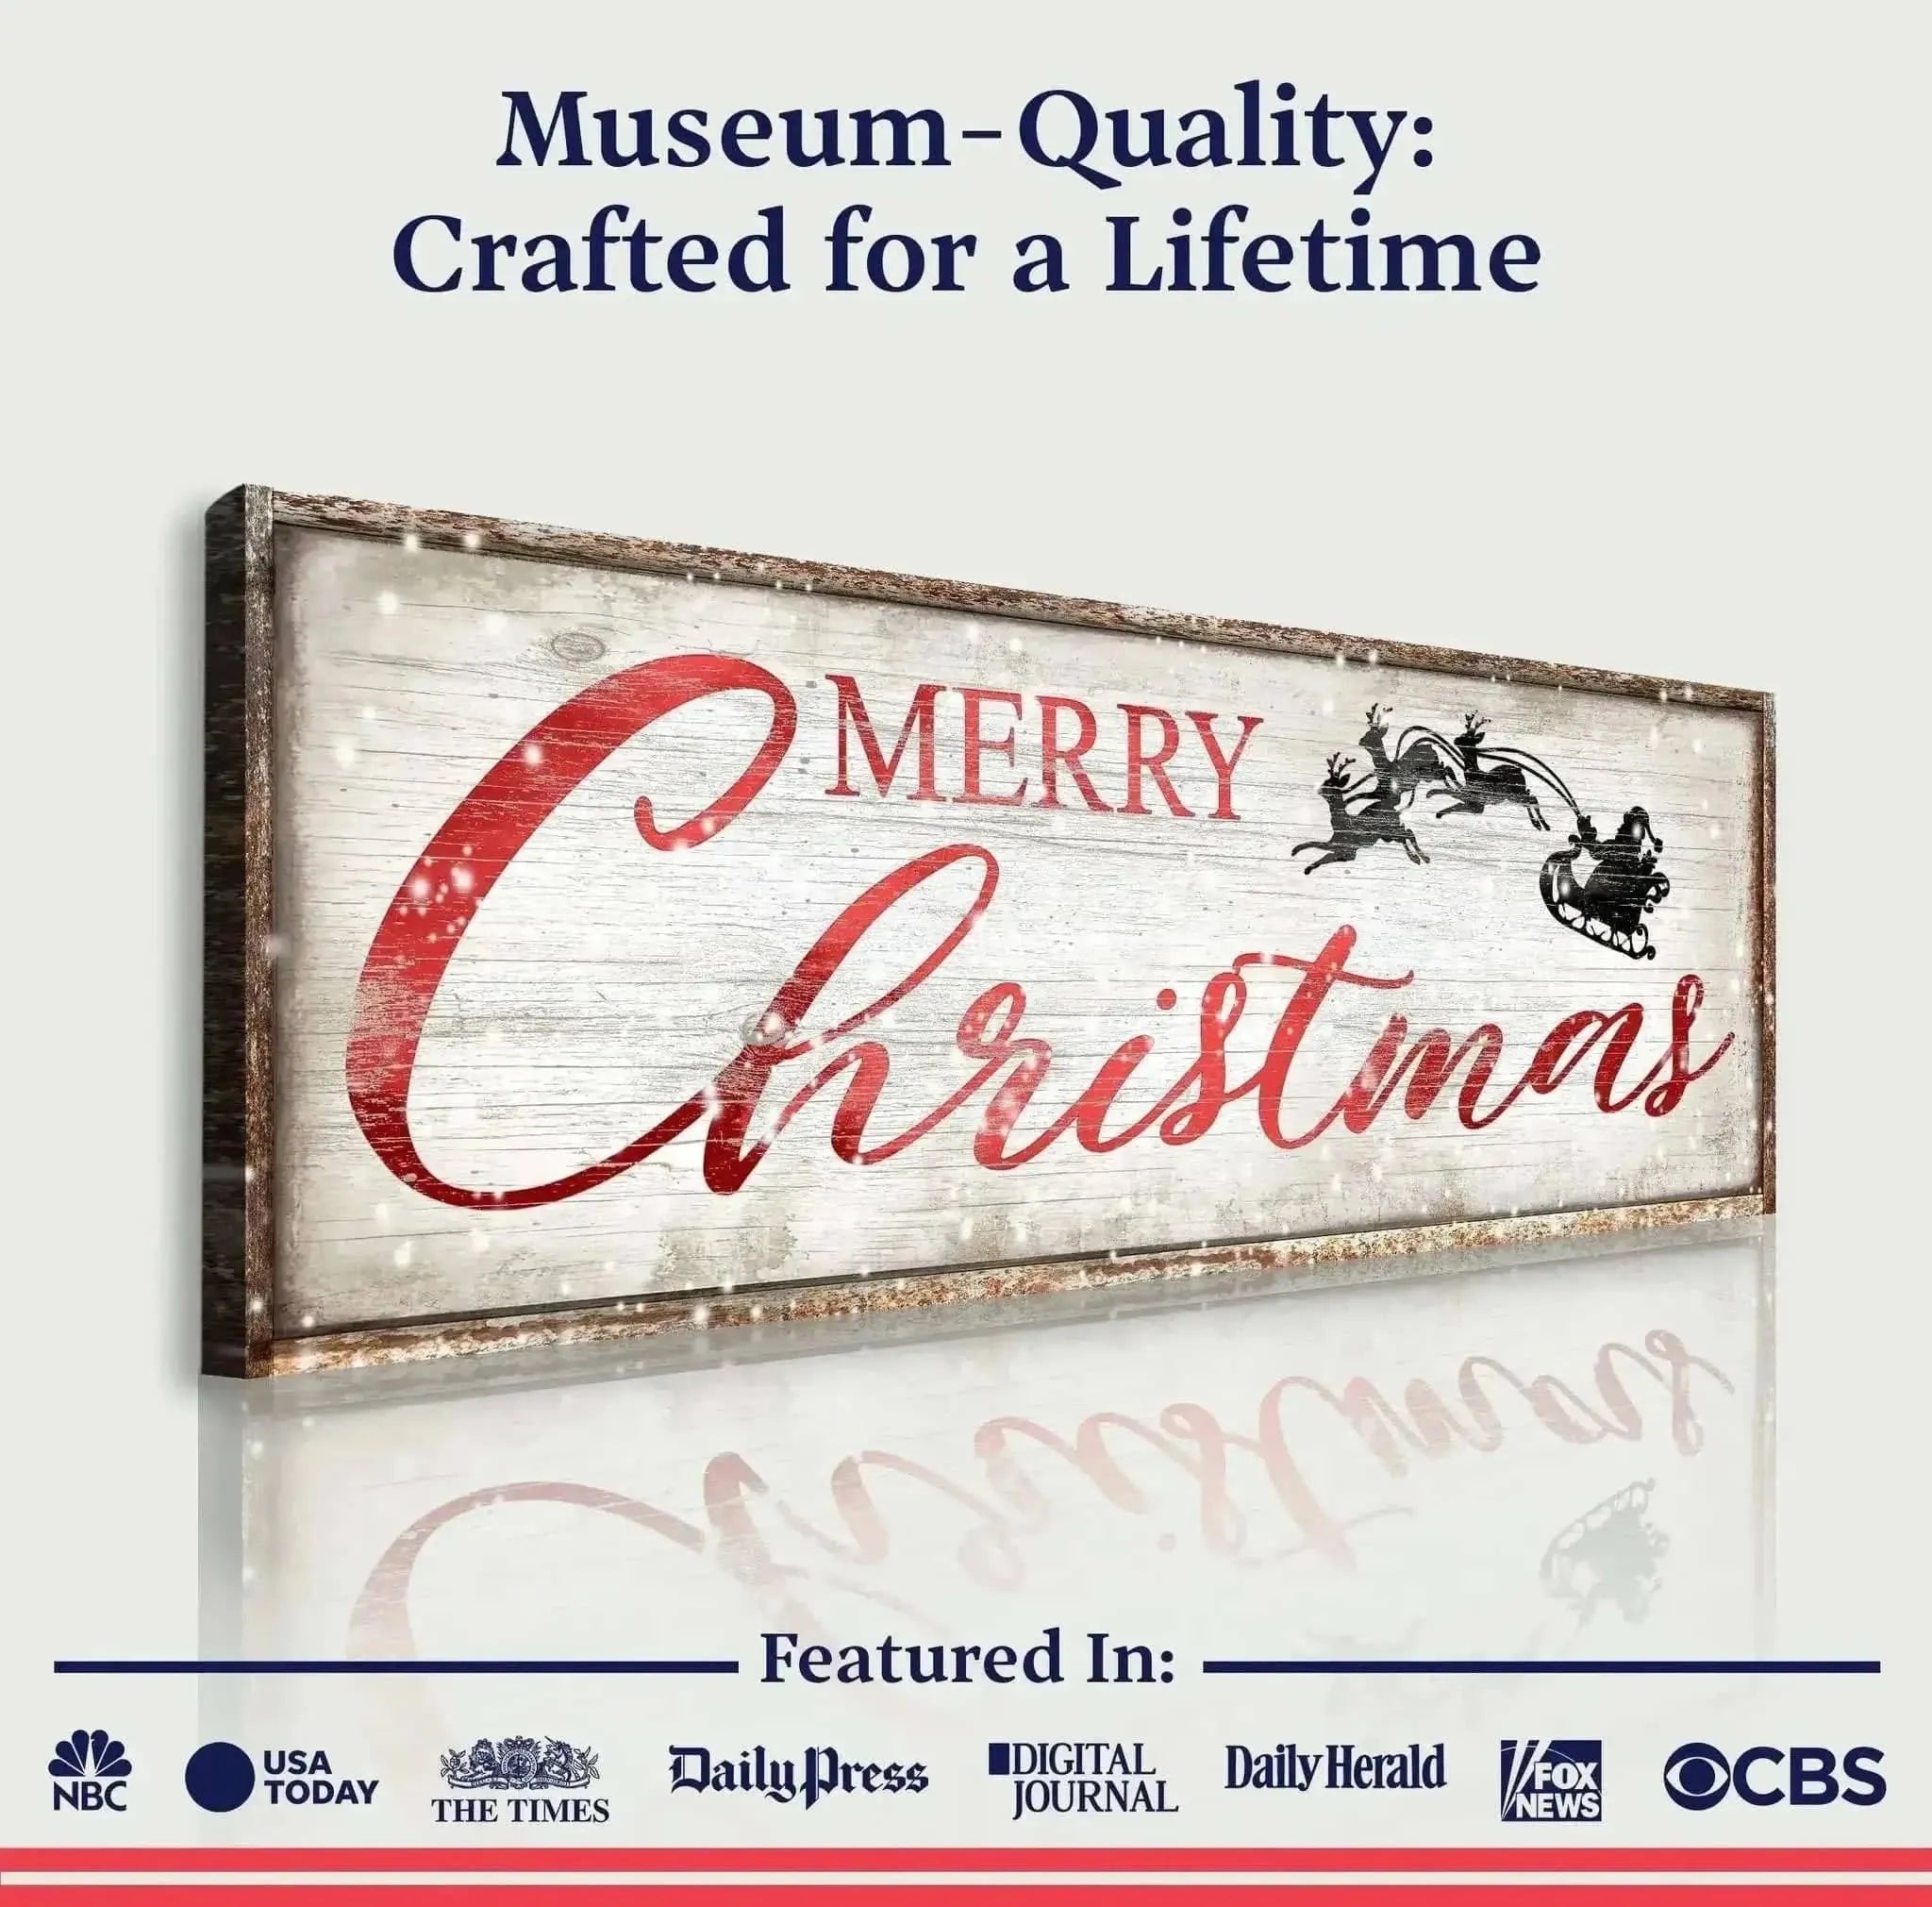 Museum-Quality:
Crafted for a Lifetime
MERRY
Christmas
Featured In:
NBC
USA
TODAY
THE TIMES
Daily Press
DIGITAL
JOURNAL
Daily Herald
FOX
NEWS
CBS